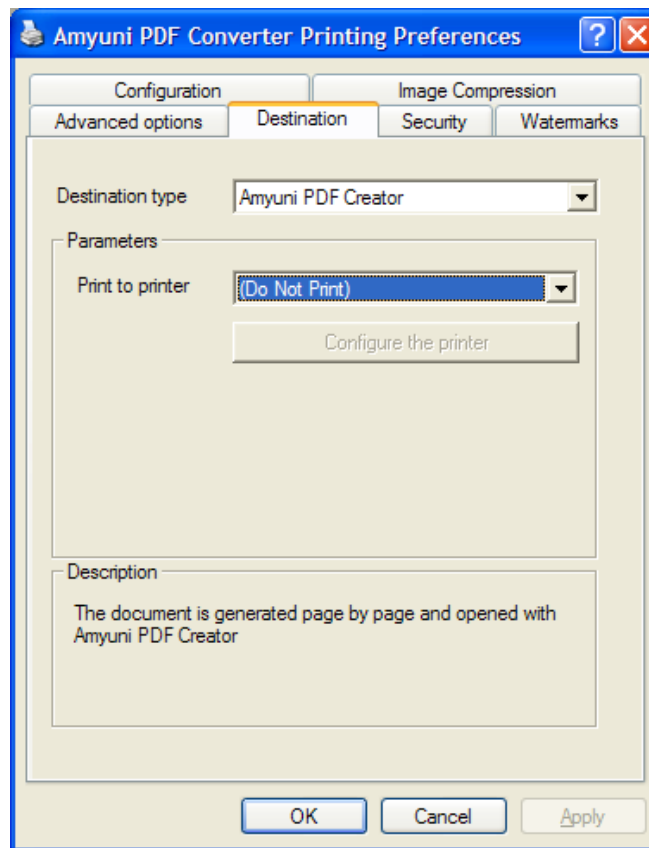 Amyuni PDF Converter Printing Preferences
Configuration
Image Compression
Advanced options
Destination
Security
Watermarks
Destination type
Amyuni PDF Creator
Parameters
Print to printer
(Do Not Print)
Configure the printer
Description
The document is generated page by page and opened with
Amyuni PDF Creator
OK
Cancel
Apply